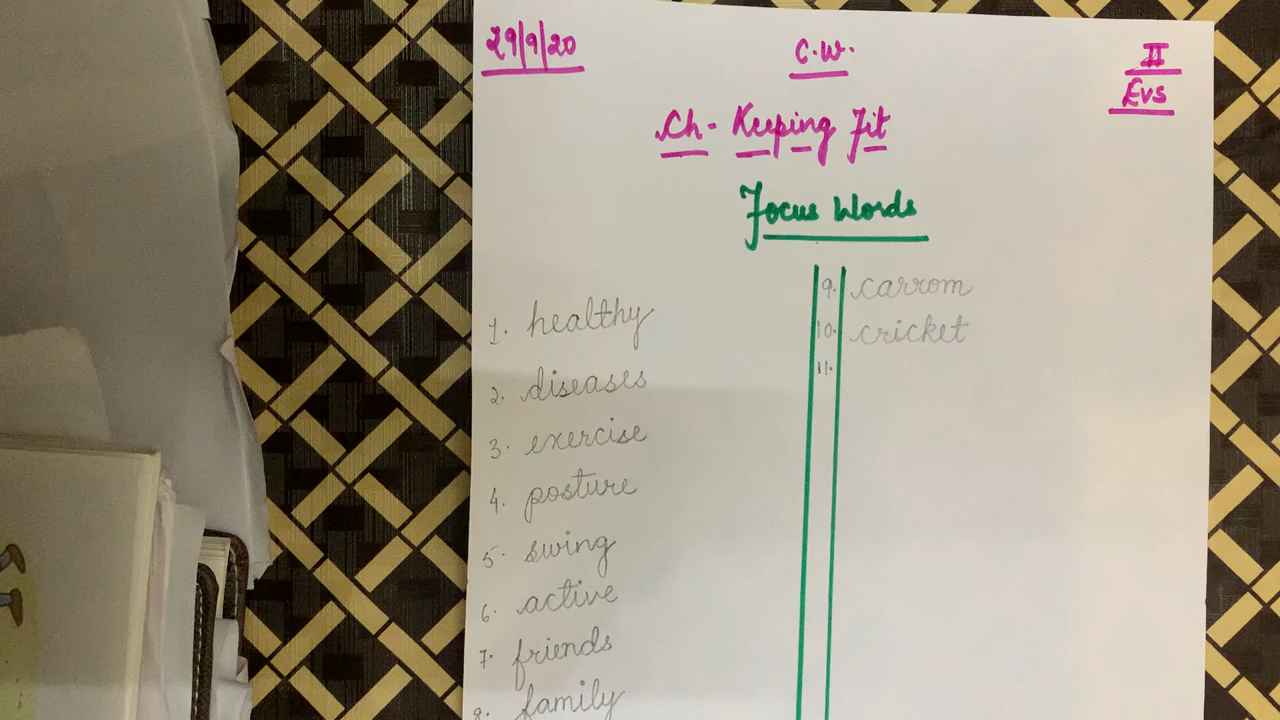 29/9/20 C.W. II
Evs
Ch- Keeping Fit
Focus Words
1. healthy
2. diseases
3. exercise
4. posture
5. swing
6. active
7. friends
8. family
9. carrom
10. cricket
11.